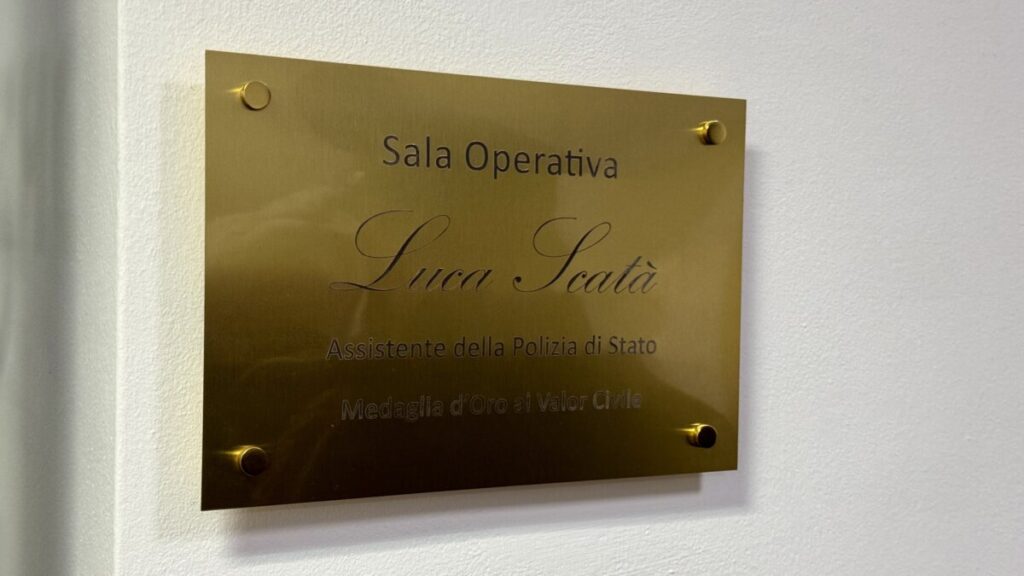 Sala Operativa
Luca Scatà
Assistente della Polizia di Stato
Medaglia d'Oro al Valor Civile